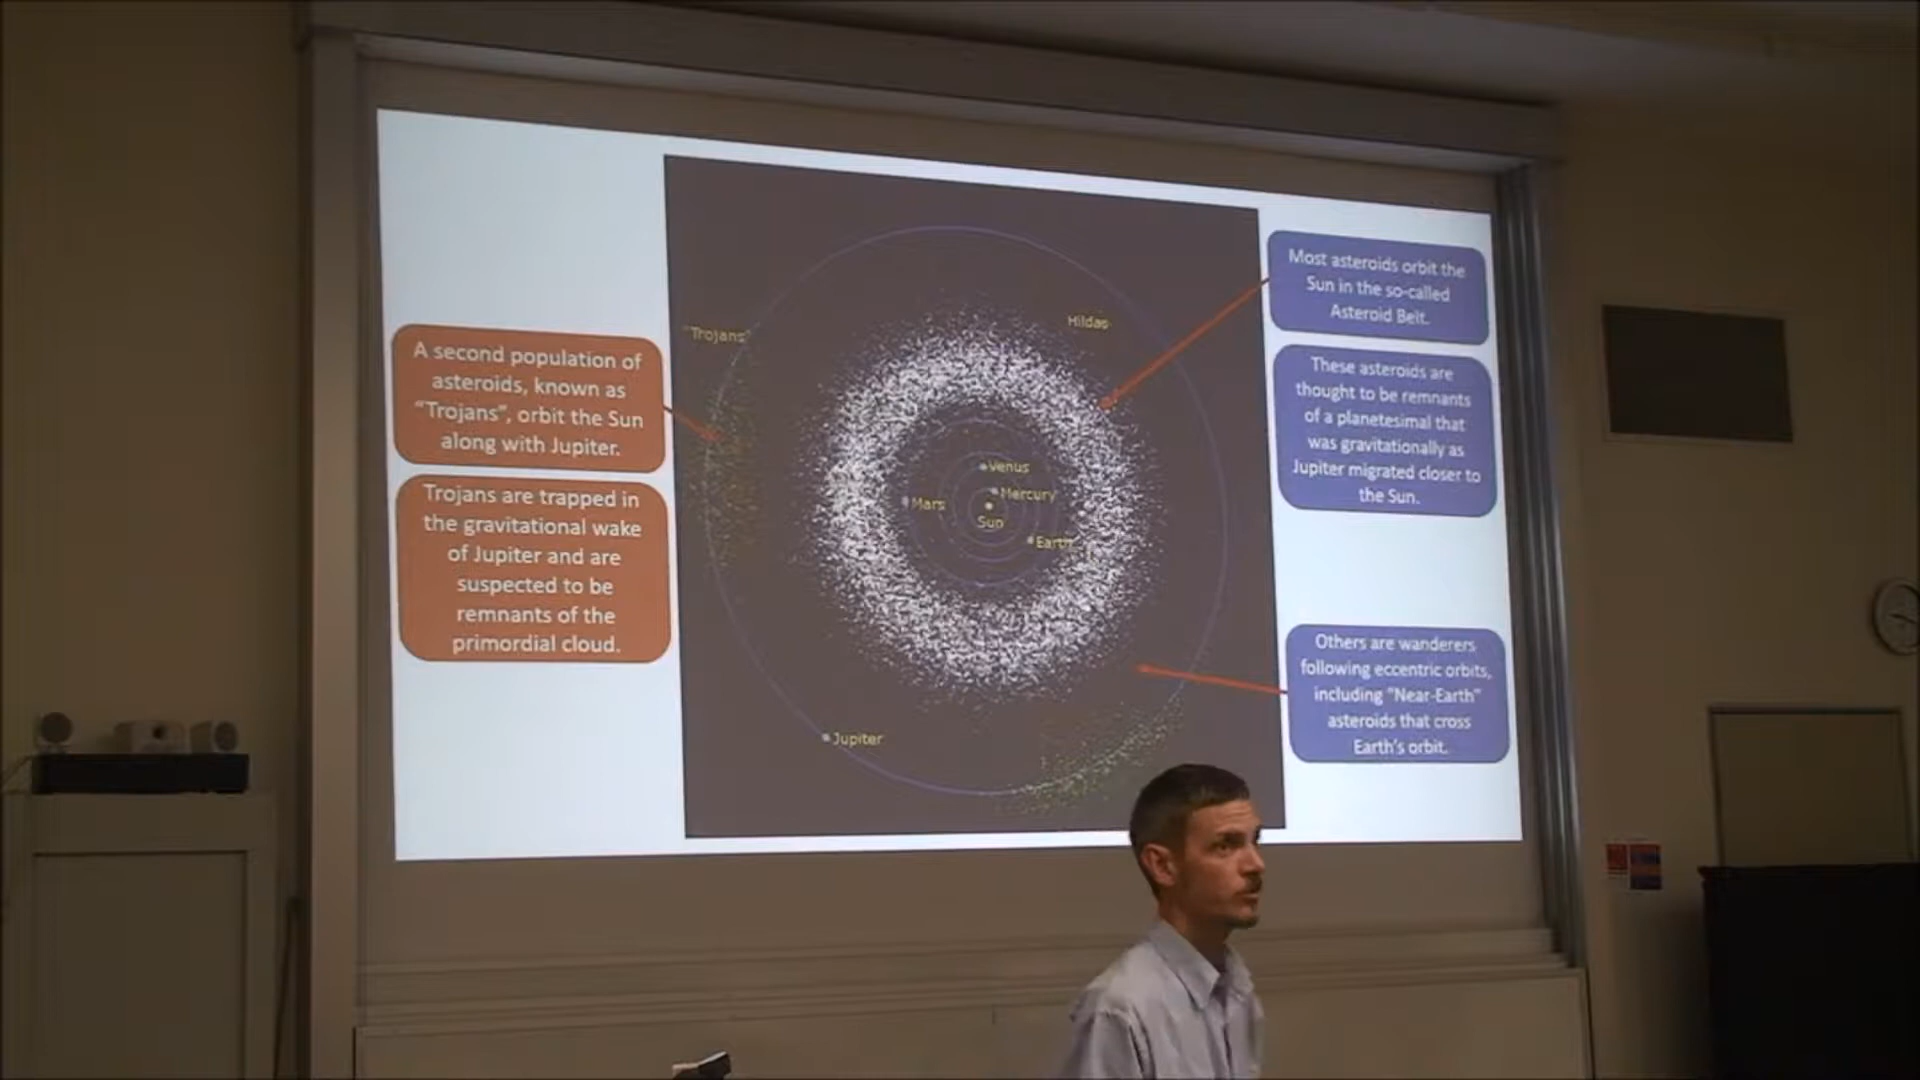 A second population of
asteroids, known as
"Trojans", orbit the Sun
along with Jupiter.
Trojans are trapped in
the gravitational wake
of Jupiter and are
suspected to be
remnants of the
primordial cloud.
"Trojans"
Hildas
Venus
Mercury
Mars
Sun
Earth
Jupiter
Most asteroids orbit the
Sun in the so-called
Asteroid Belt.
These asteroids are
thought to be remnants
of a planetesimal that
was gravitationally as
Jupiter migrated closer to
the Sun.
Others are wanderers
following eccentric orbits,
including "Near-Earth"
asteroids that cross
Earth's orbit.